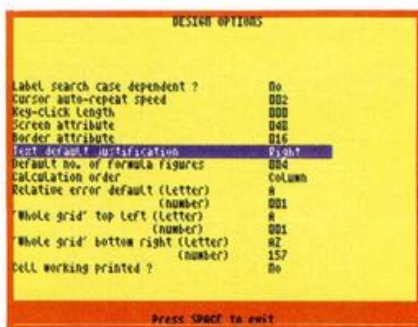 DESIGN OPTIONS
Label search case dependent ? No
Cursor auto-repeat speed 002
Key-click Length 000
Screen attribute 048
Border attribute 016
Text default justification Right
Default no. of formula figures 004
Calculation order Column
Relative error default (letter) A
(number) 001
'Whole grid' top left (letter) A
(number) 001
'Whole grid' bottom right (letter) AZ
(number) 157
Cell working printed ? No
Press SPACE to exit